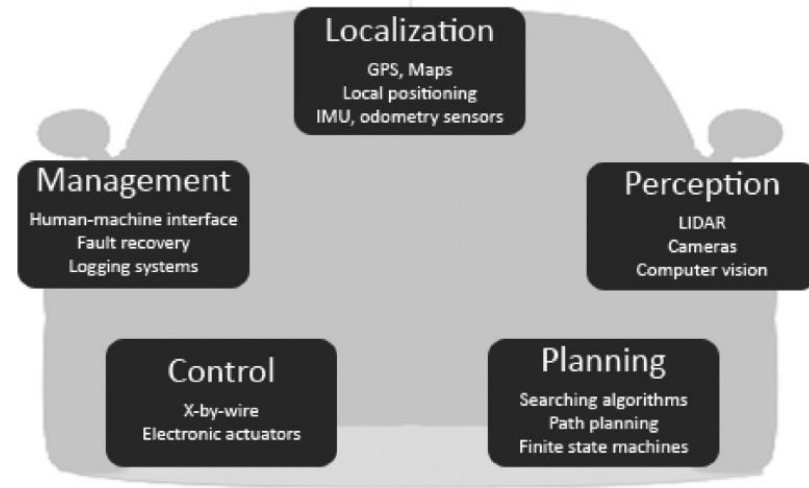 Localization
GPS, Maps
Local positioning
IMU, odometry sensors
Management
Human-machine interface
Fault recovery
Logging systems
Perception
LIDAR
Cameras
Computer vision
Control
X-by-wire
Electronic actuators
Planning
Searching algorithms
Path planning
Finite state machines